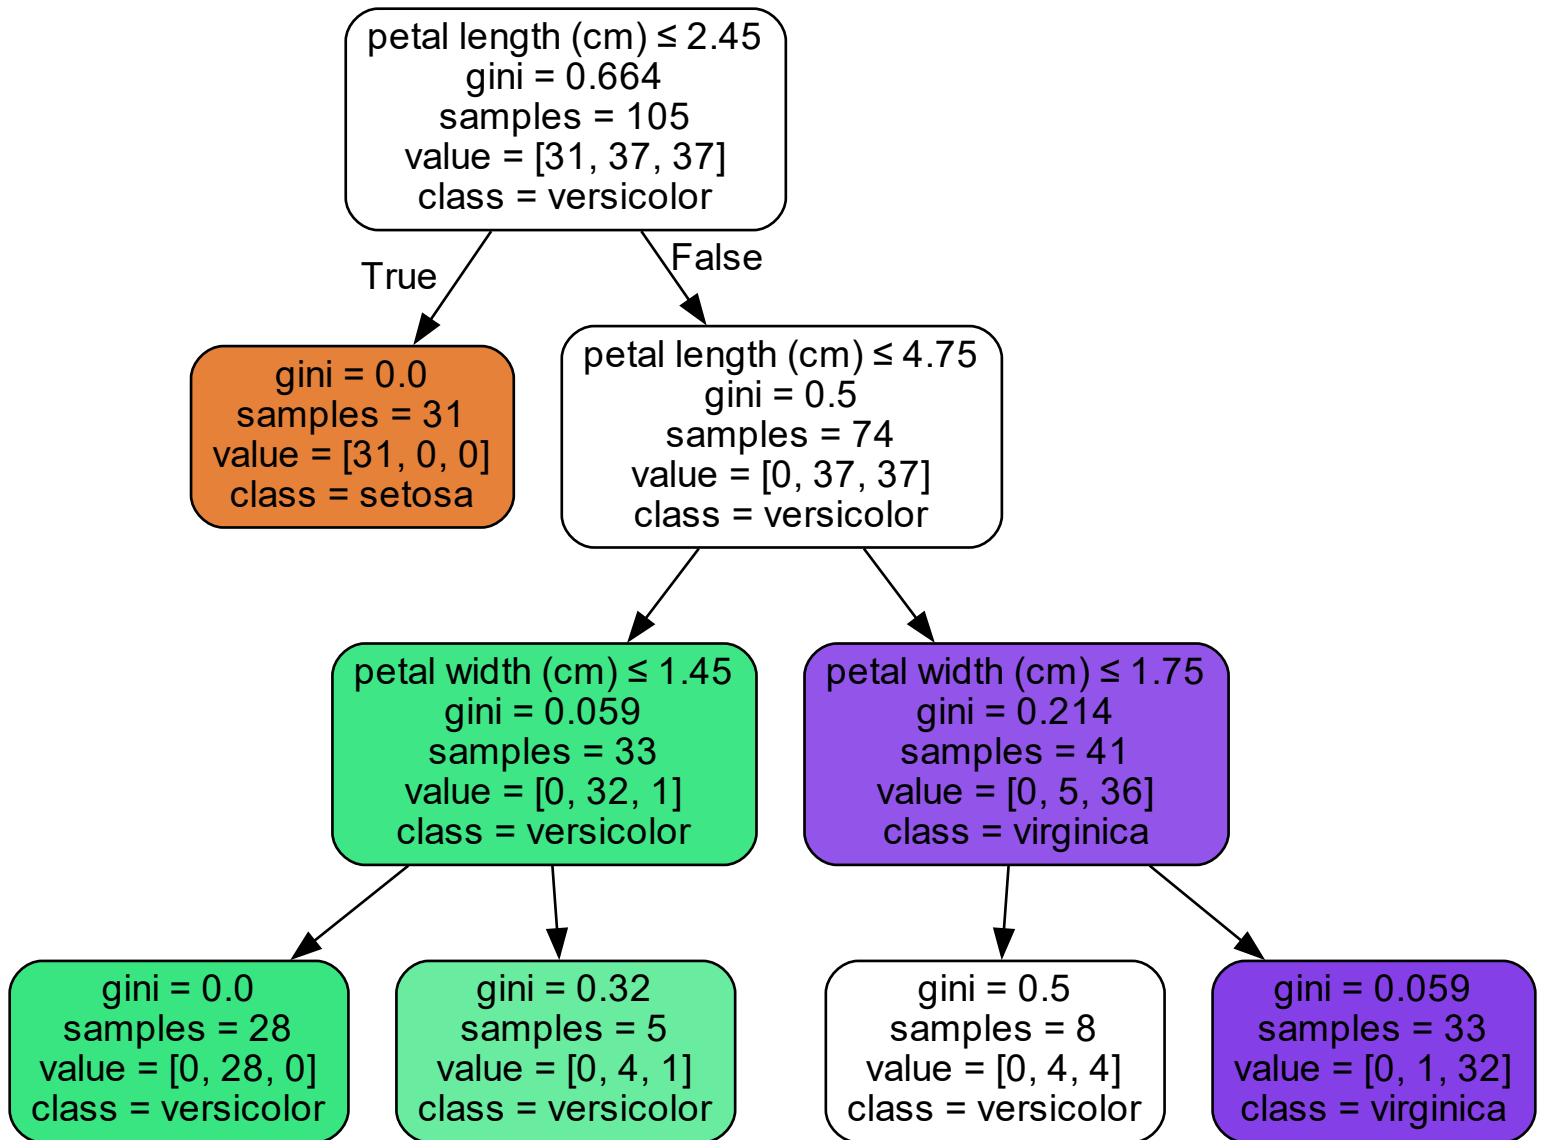 petal length (cm) ≤ 2.45
gini = 0.664
samples = 105
value = [31, 37, 37]
class = versicolor
True
False
gini = 0.0
samples = 31
value = [31, 0, 0]
class = setosa
petal length (cm) ≤ 4.75
gini = 0.5
samples = 74
value = [0, 37, 37]
class = versicolor
petal width (cm) ≤ 1.45
gini = 0.059
samples = 33
value = [0, 32, 1]
class = versicolor
petal width (cm) ≤ 1.75
gini = 0.214
samples = 41
value = [0, 5, 36]
class = virginica
gini = 0.0
samples = 28
value = [0, 28, 0]
class = versicolor
gini = 0.32
samples = 5
value = [0, 4, 1]
class = versicolor
gini = 0.5
samples = 8
value = [0, 4, 4]
class = versicolor
gini = 0.059
samples = 33
value = [0, 1, 32]
class = virginica